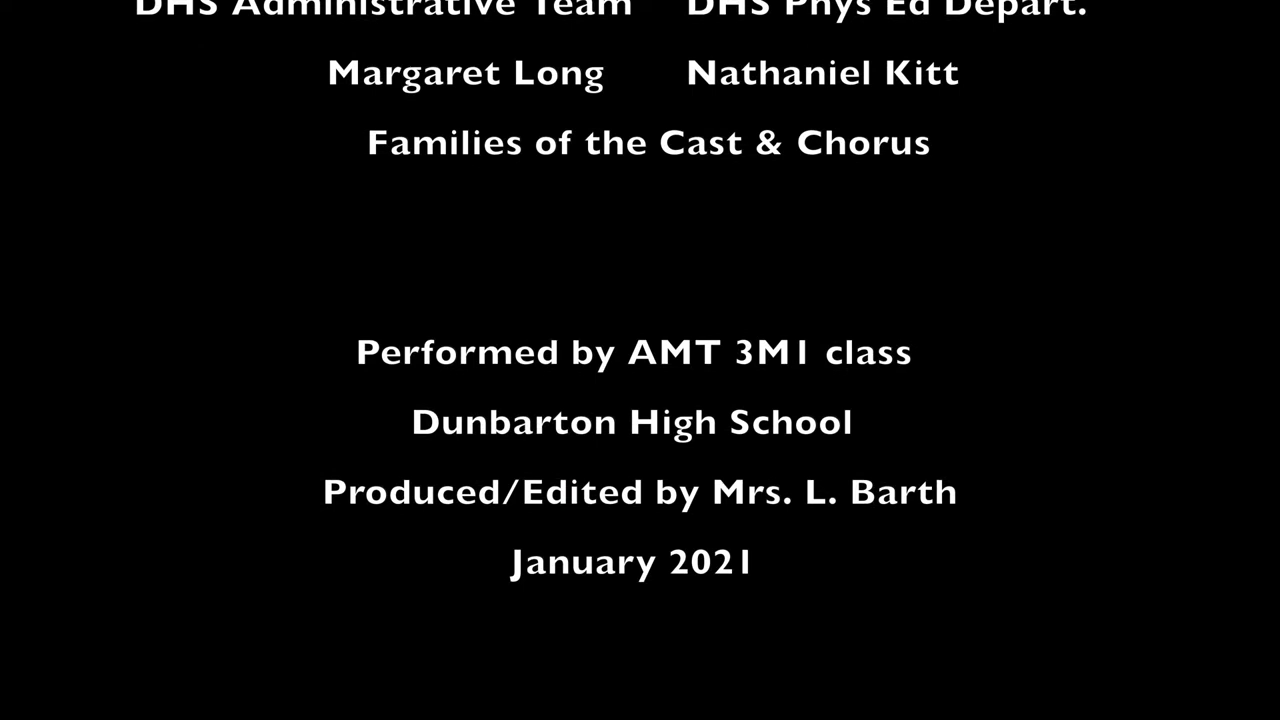 DHS Administrative Team DHS Phys Ed Depart.
Margaret Long Nathaniel Kitt
Families of the Cast & Chorus
Performed by AMT 3M1 class
Dunbarton High School
Produced/Edited by Mrs. L. Barth
January 2021